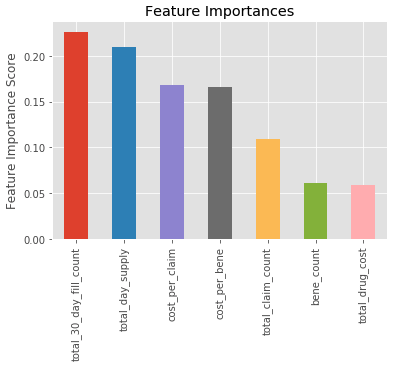 Feature Importances
Feature Importance Score
0.20
0.15
0.10
0.05
0.00
total_30_day_fill_count
total_day_supply
cost_per_claim
cost_per_bene
total_claim_count
bene_count
total_drug_cost